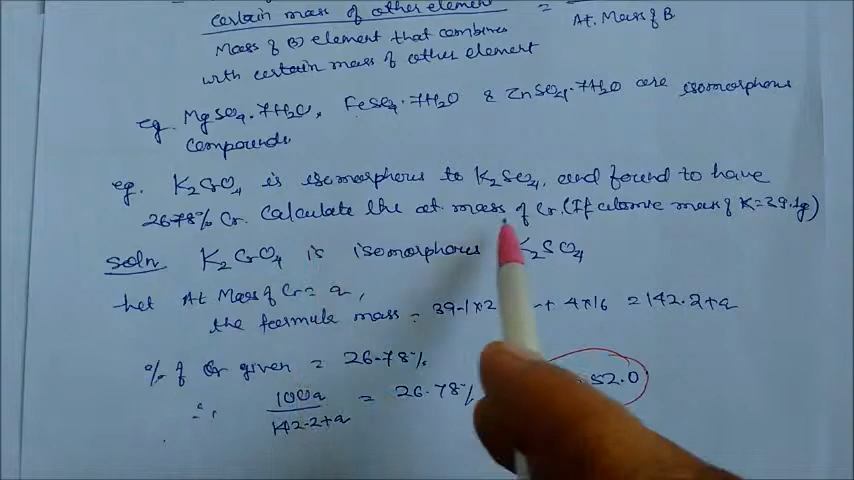 certain mass of other element =
Mass of (B) element that combines At. Mass of B
with certain mass of other element
eg. MgSO4.7H2O, FeSO4.7H2O & ZnSO4.7H2O are isomorphous
compounds
eg. K2CrO4 is isomorphous to K2SO4, and found to have
26.78% Cr. Calculate the at. mass of Cr. (If atomic mass of K=39.1g)
Soln. K2CrO4 is isomorphous K2SO4
Let At Mass of Cr = a,
the formula mass = 39.1×2 + 4×16 = 142.2+a
% of Cr given = 26.78%
∴ 100a / 142.2+a = 26.78% 52.0